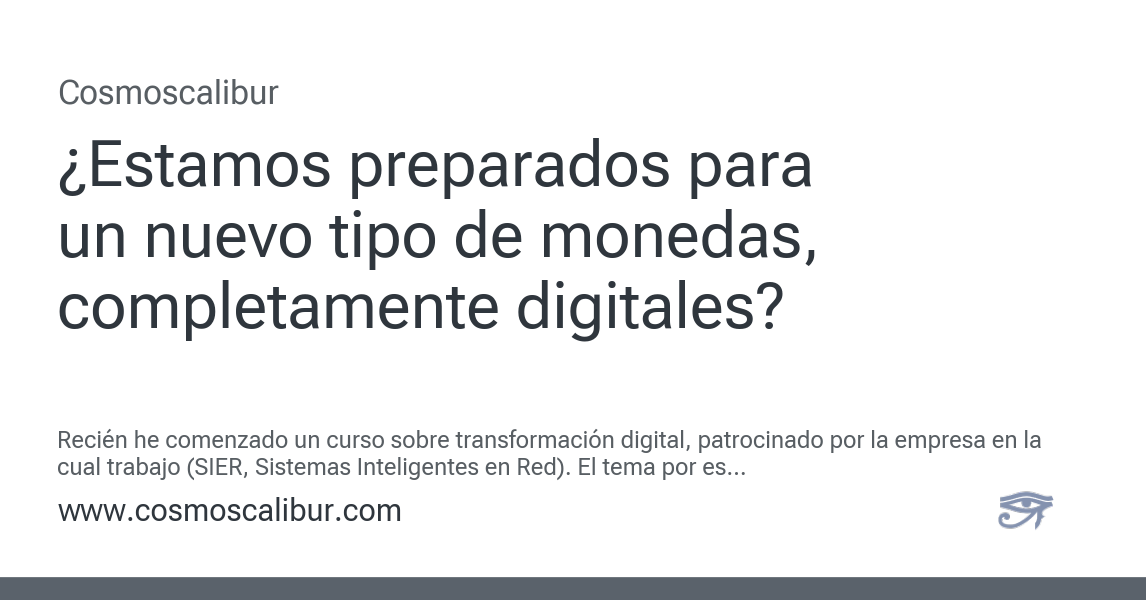 Cosmoscalibur
¿Estamos preparados para
un nuevo tipo de monedas,
completamente digitales?
Recién he comenzado un curso sobre transformación digital, patrocinado por la empresa en la
cual trabajo (SIER, Sistemas Inteligentes en Red). El tema por es...
www.cosmoscalibur.com